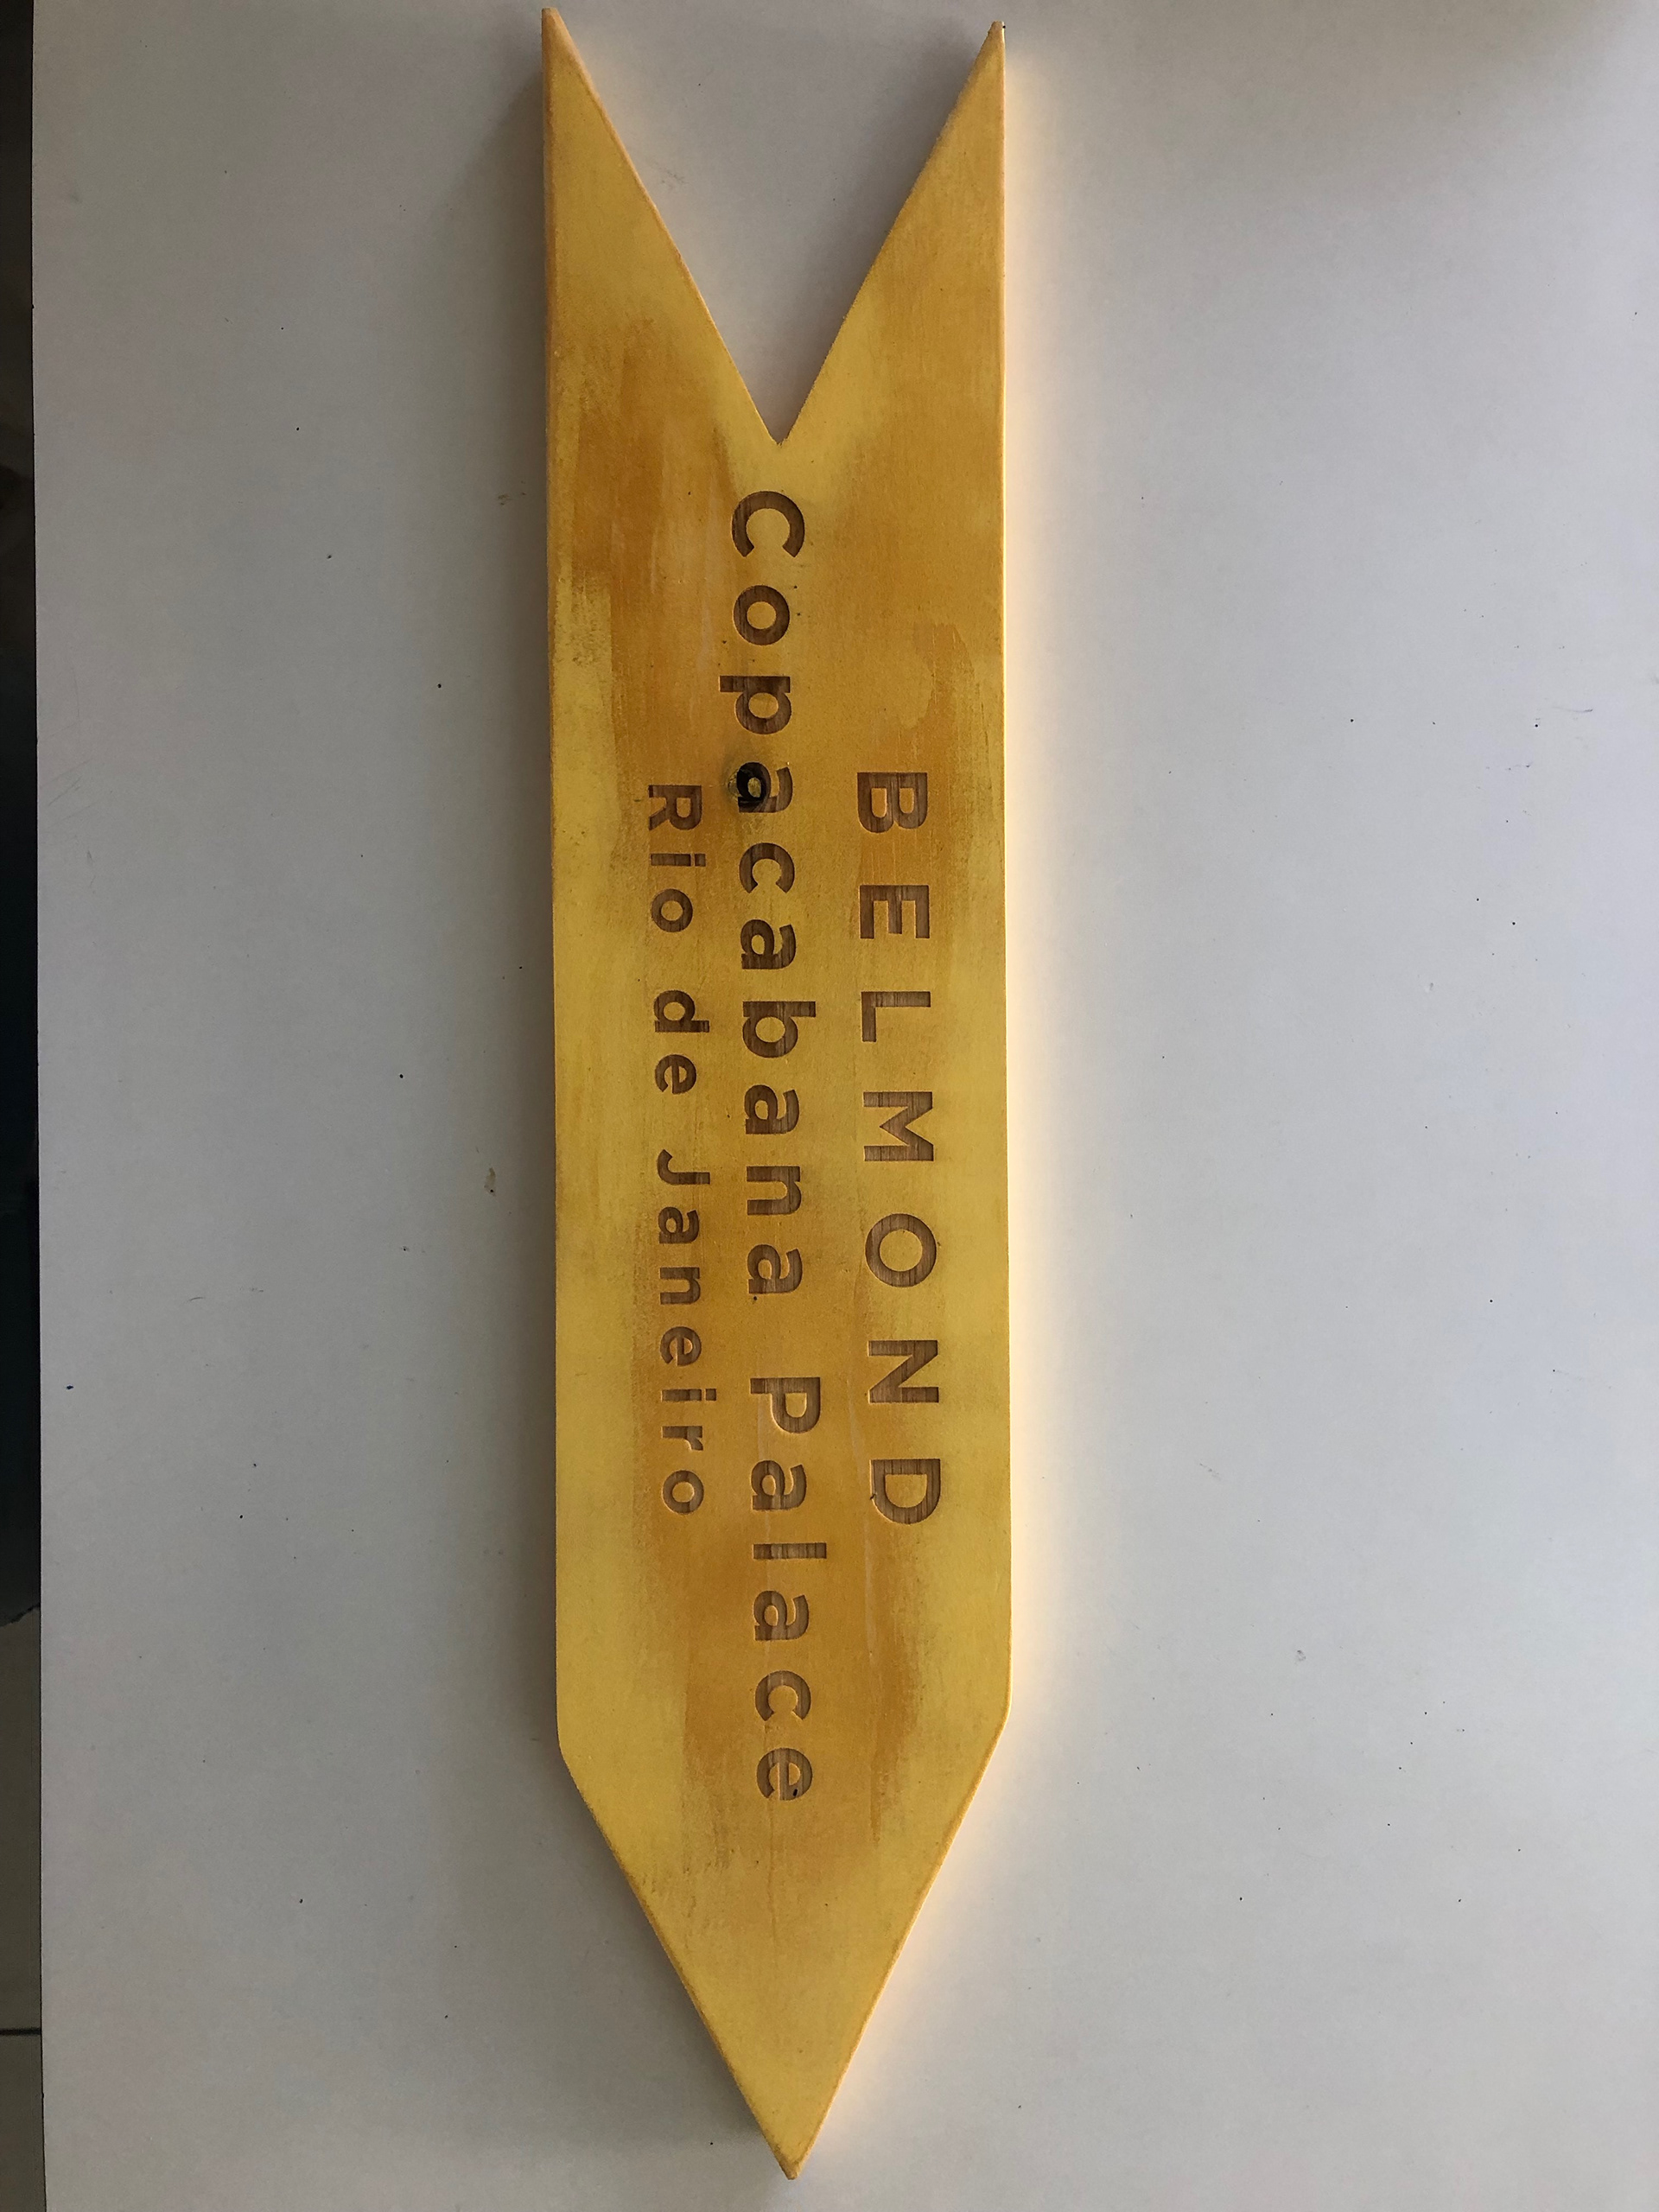 BELMOND
Copacabana Palace
Rio de Janeiro